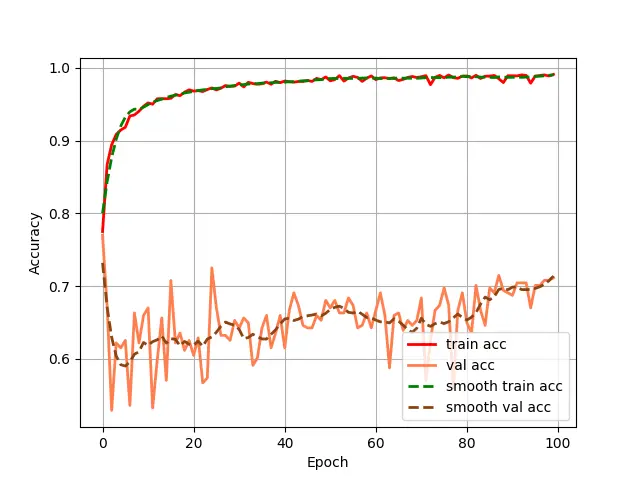 1.0
0.9
0.8
0.7
0.6
Accuracy
train acc
val acc
smooth train acc
smooth val acc
0 20 40 60 80 100
Epoch